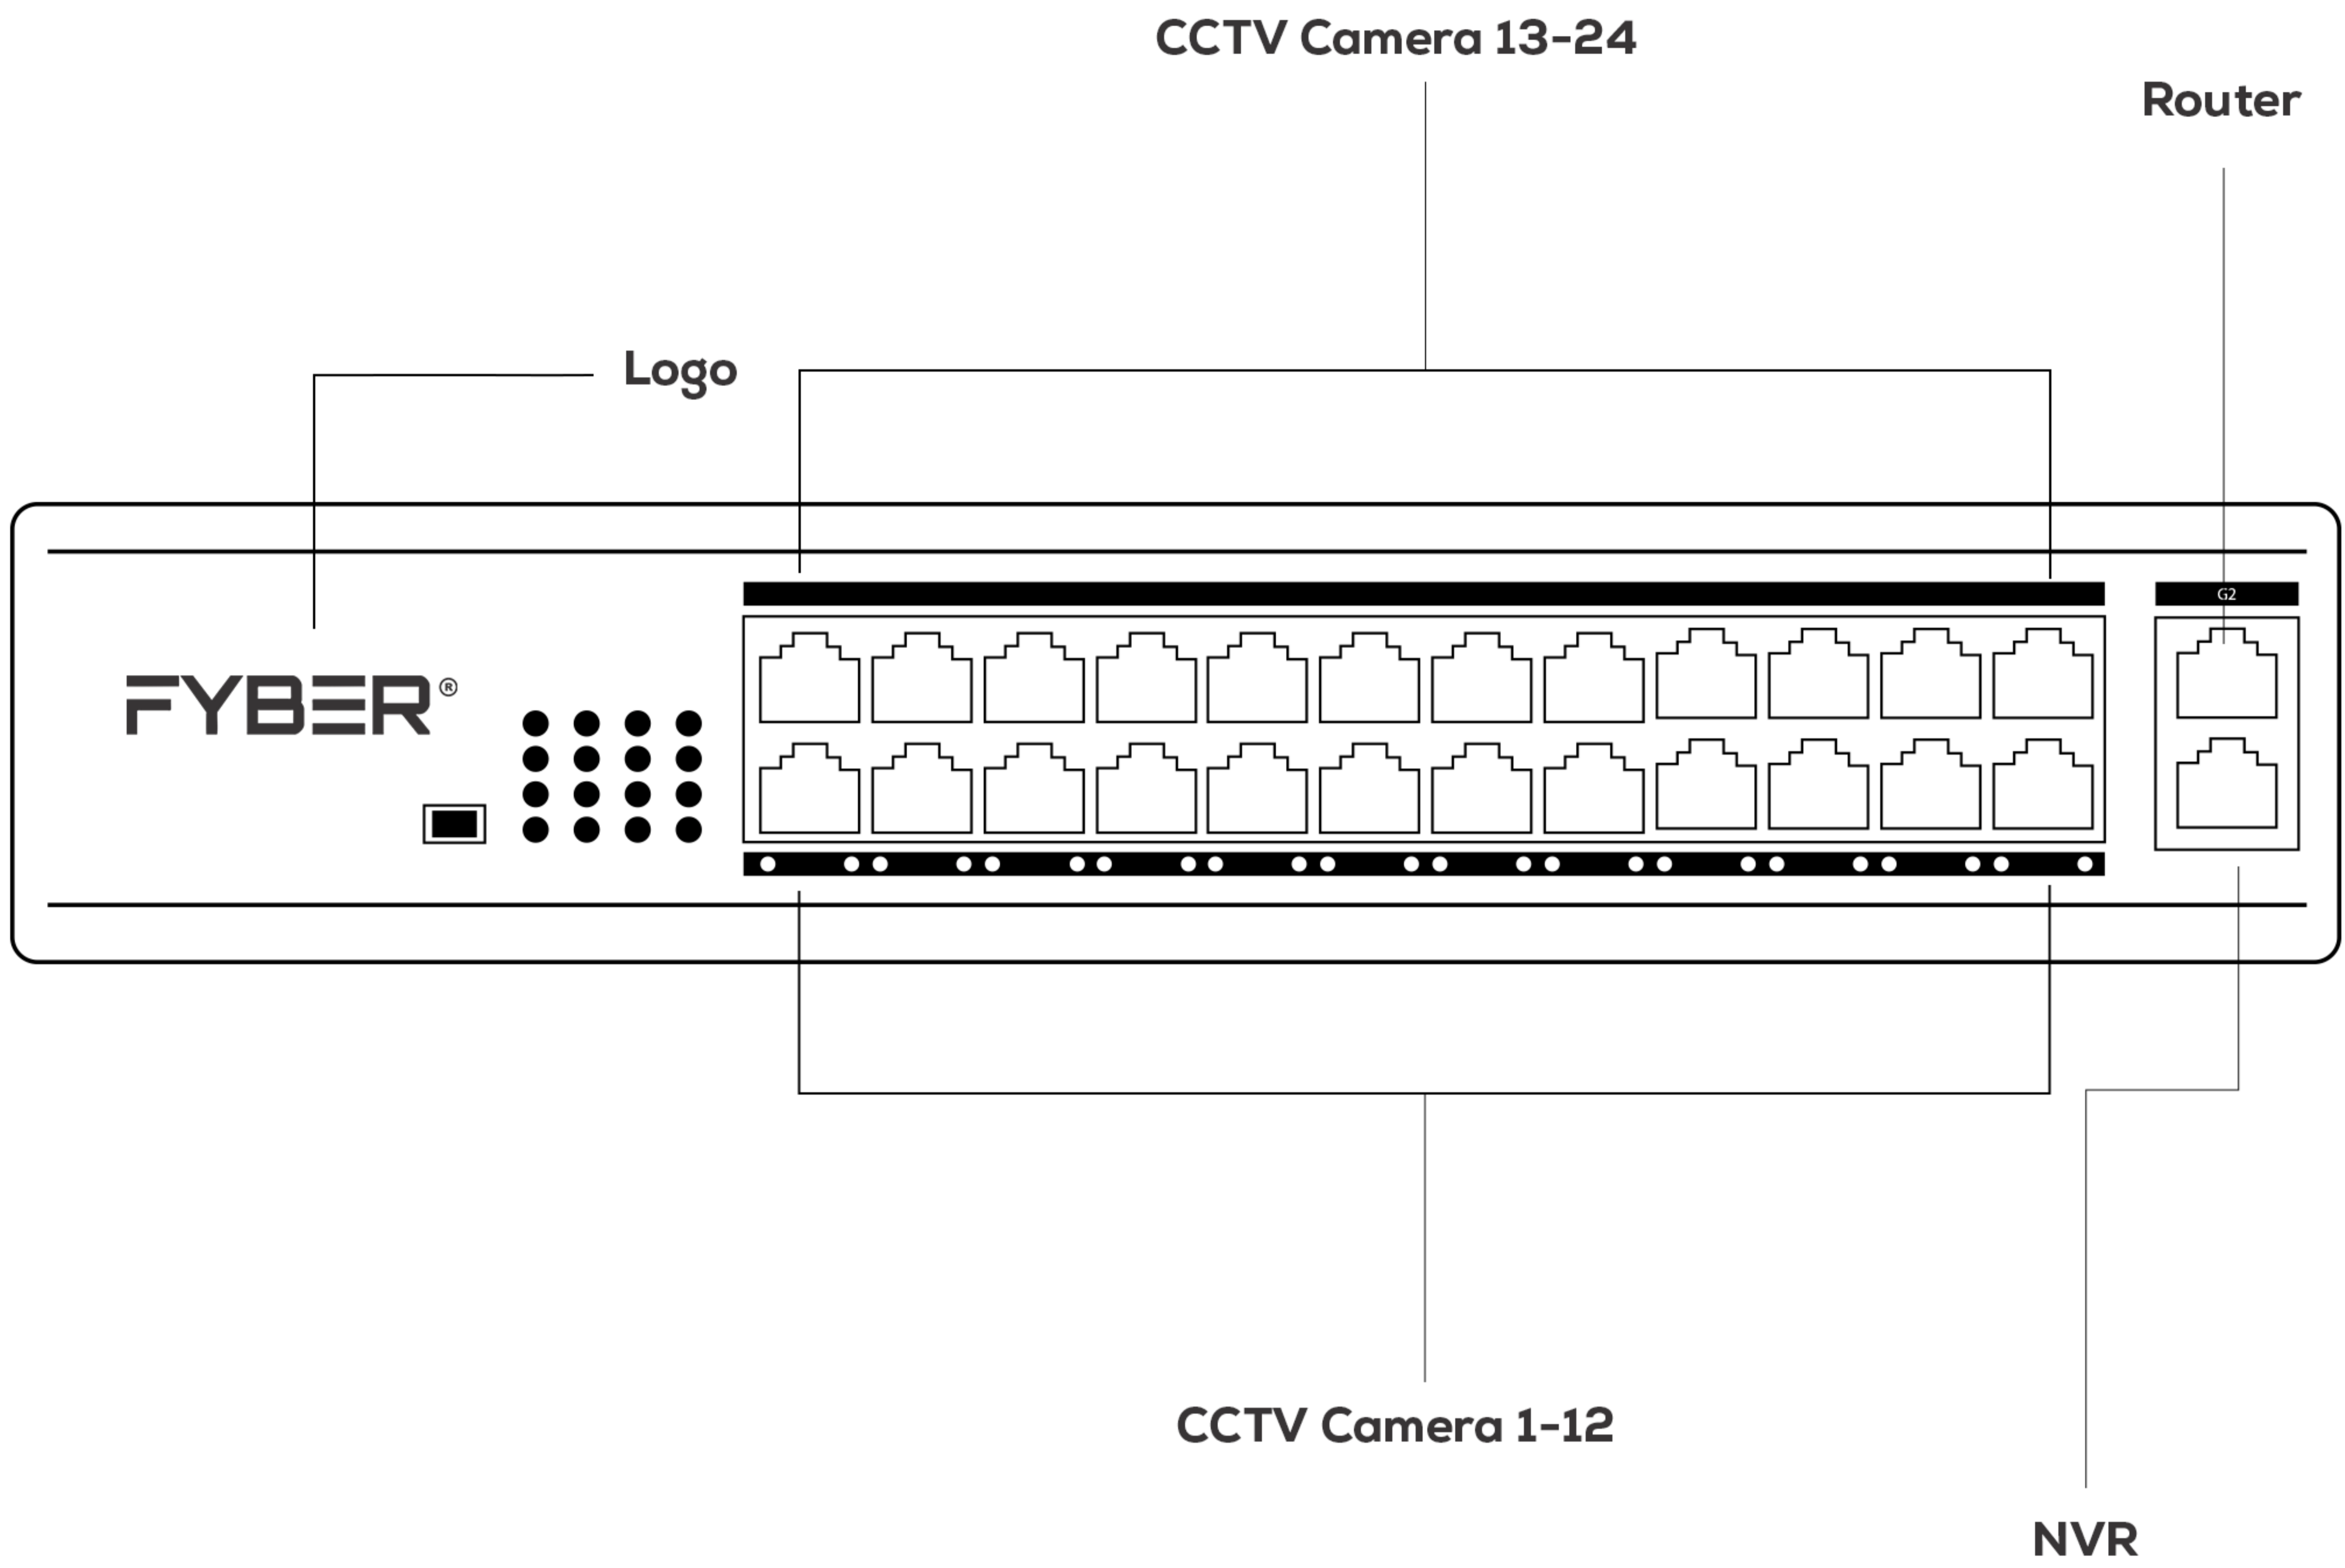 CCTV Camera 13-24
Router
Logo
G2
FYBER®
CCTV Camera 1-12
NVR